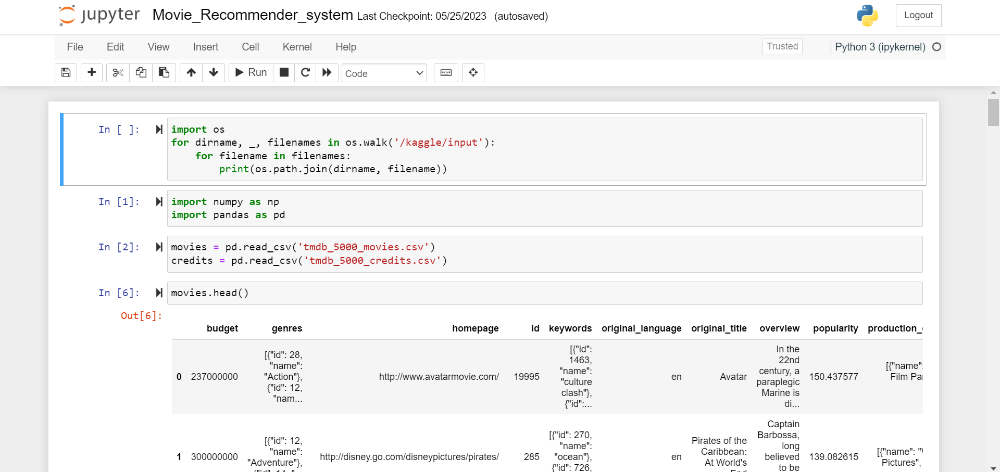 jupyter Movie_Recommender_system Last Checkpoint: 05/25/2023 (autosaved) Logout
File Edit View Insert Cell Kernel Help Trusted Python 3 (ipykernel)
Run Code
In [ ]: import os
for dirname, _, filenames in os.walk('/kaggle/input'):
    for filename in filenames:
        print(os.path.join(dirname, filename))
In [1]: import numpy as np
import pandas as pd
In [2]: movies = pd.read_csv('tmdb_5000_movies.csv')
credits = pd.read_csv('tmdb_5000_credits.csv')
In [6]: movies.head()
Out[6]:
budget genres homepage id keywords original_language original_title overview popularity production_
0 237000000 [{"id": 28,
"name":
"Action"},
{"id": 12,
"nam...
http://www.avatarmovie.com/ 19995
[{"id":
1463,
"name":
"culture
clash"},
{"id":...
en Avatar
In the
22nd
century, a
paraplegic
Marine is
di...
150.437577
[{"name":
Film Pa
1 300000000 [{"id": 12,
"name":
"Adventure"},
http://disney.go.com/disneypictures/pirates/ 285
[{"id": 270,
"name":
"ocean"},
{"id": 726,
en
Pirates of the
Caribbean:
At World's
End
Captain
Barbossa,
long
believed
to be
139.082615
[{"name": "
Pictures",